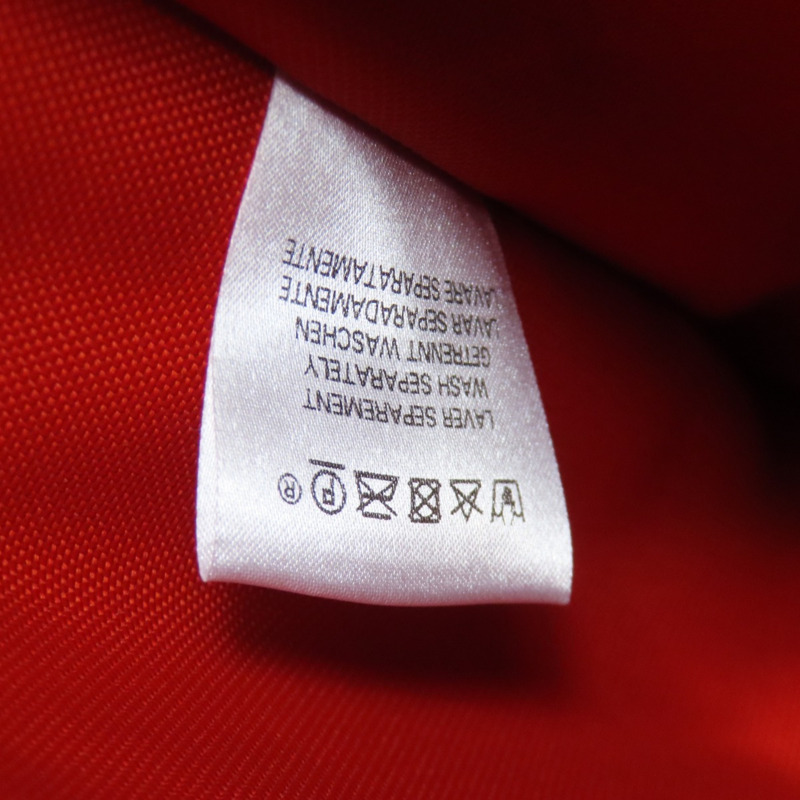 Ⓟ ®
LAVER SEPAREMENT
WASH SEPARATELY
GETRENNT WASCHEN
LAVAR SEPARADAMENTE
LAVARE SEPARATAMENTE